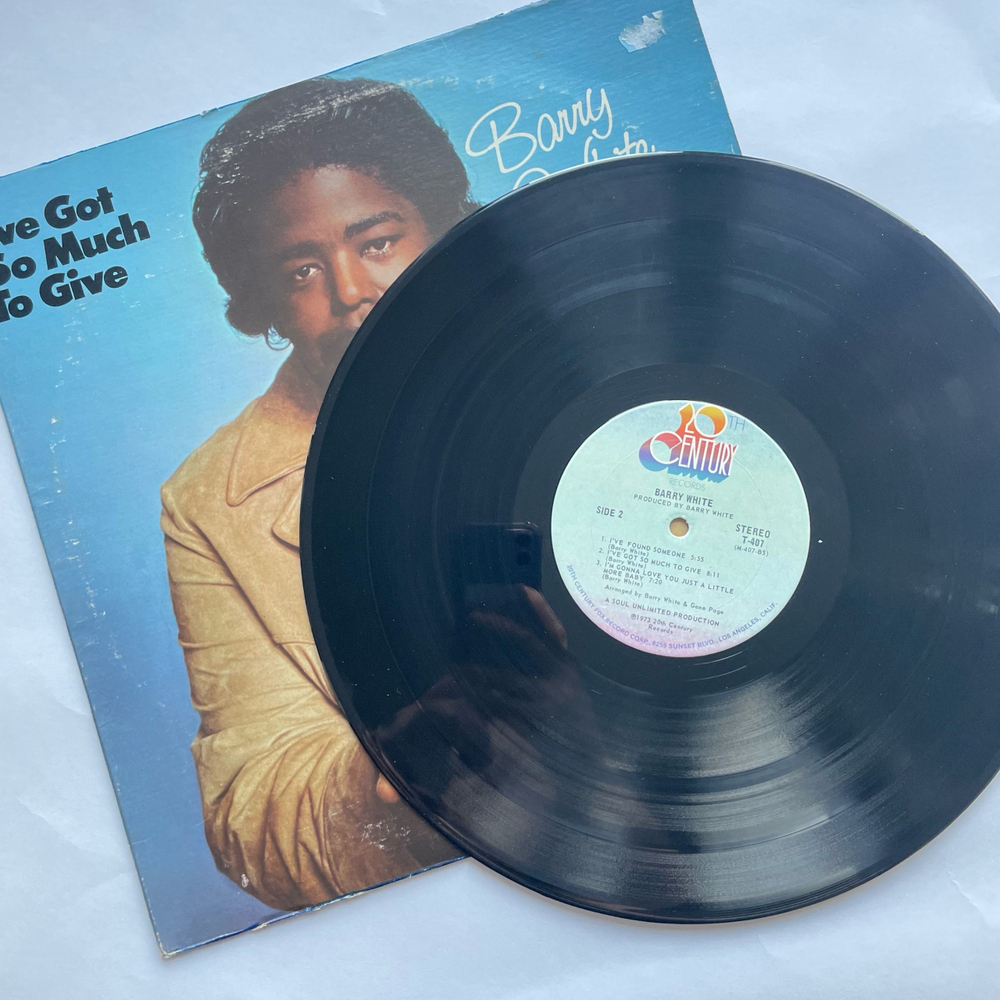 've Got
So Much
To Give
Barry
20TH
CENTURY
RECORDS
BARRY WHITE
PRODUCED BY BARRY WHITE
SIDE 2
STEREO
T-407
(H-407-BS)
1. I'VE FOUND SOMEONE 5:55
(Barry White)
2. I'VE GOT SO MUCH TO GIVE 8:11
(Barry White)
3. I'M GONNA LOVE YOU JUST A LITTLE
MORE BABY 7:20
(Barry White)
Arranged by Barry White & Gene Page
A SOUL UNLIMITED PRODUCTION
℗1973 20th Century
Records
20TH CENTURY FOX RECORD CORP., 8255 SUNSET BLVD., LOS ANGELES, CALIF.